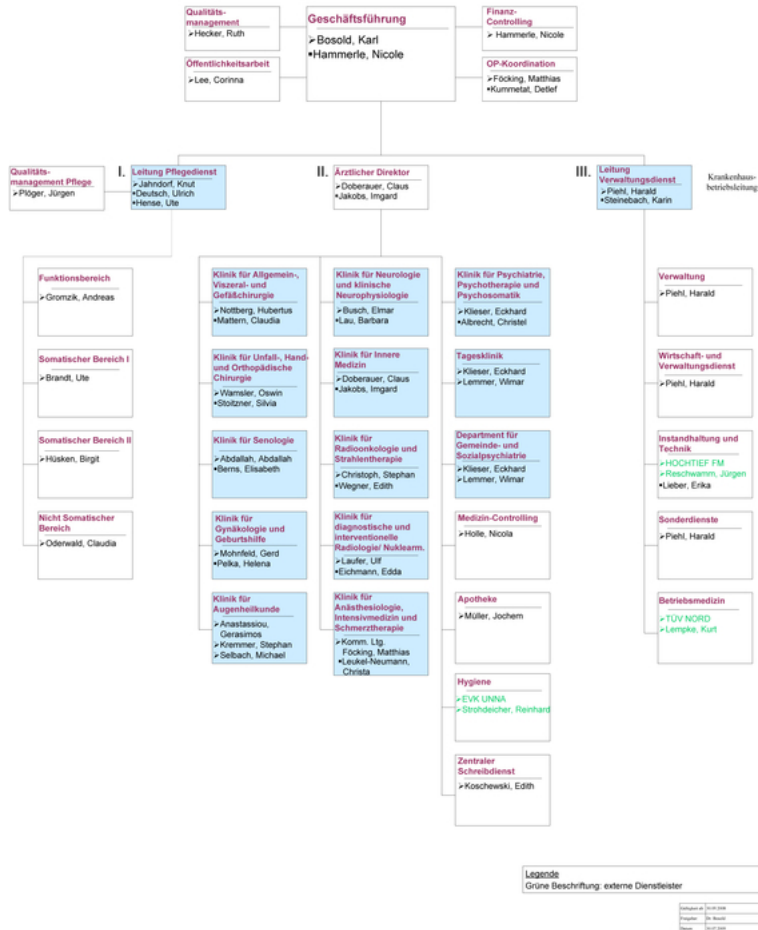 Qualitäts-
management
➢Hecker, Ruth
Geschäftsführung
➢Bosold, Karl
▪Hammerle, Nicole
Finanz-
Controlling
➢ Hammerle, Nicole
Öffentlichkeitsarbeit
➢Lee, Corinna
OP-Koordination
➢Föcking, Matthias
▪Kummetat, Detlef
Qualitäts-
management Pflege
➢Plöger, Jürgen
I.
Leitung Pflegedienst
➢Jahndorf, Knut
▪Deutsch, Ulrich
▪Hense, Ute
II.
Ärztlicher Direktor
➢Doberauer, Claus
▪Jakobs, Irmgard
III.
Leitung
Verwaltungsdienst
➢Piehl, Harald
▪Steinebach, Karin
Krankenhaus-
betriebsleitung
Funktionsbereich
➢Gromzik, Andreas
Somatischer Bereich I
➢Brandt, Ute
Somatischer Bereich II
➢Hüsken, Birgit
Nicht Somatischer
Bereich
➢Oderwald, Claudia
Klinik für Allgemein-,
Viszeral- und
Gefäßchirurgie
➢Nottberg, Hubertus
▪Mattern, Claudia
Klinik für Unfall-, Hand-
und Orthopädische
Chirurgie
➢Wamsler, Oswin
▪Stoitzner, Silvia
Klinik für Senologie
➢Abdallah, Abdallah
▪Berns, Elisabeth
Klinik für
Gynäkologie und
Geburtshilfe
➢Mohnfeld, Gerd
▪Pelka, Helena
Klinik für
Augenheilkunde
➢Anastassiou,
Gerasimos
➢Kremmer, Stephan
➢Selbach, Michael
Klinik für Neurologie
und klinische
Neurophysiologie
➢Busch, Elmar
▪Lau, Barbara
Klinik für Innere
Medizin
➢Doberauer, Claus
▪Jakobs, Irmgard
Klinik für
Radioonkologie und
Strahlentherapie
➢Christoph, Stephan
▪Wegner, Edith
Klinik für
diagnostische und
interventionelle
Radiologie/ Nuklearm.
➢Laufer, Ulf
▪Eichmann, Edda
Klinik für
Anästhesiologie,
Intensivmedizin und
Schmerztherapie
➢Komm. Ltg.
Föcking, Matthias
▪Leukel-Neumann,
Christa
Klinik für Psychiatrie,
Psychotherapie und
Psychosomatik
➢Klieser, Eckhard
▪Albrecht, Christel
Tagesklinik
➢Klieser, Eckhard
➢Lemmer, Wimar
Department für
Gemeinde- und
Sozialpsychiatrie
➢Klieser, Eckhard
➢Lemmer, Wimar
Medizin-Controlling
➢Holle, Nicola
Apotheke
➢Müller, Jochem
Hygiene
➢EVK UNNA
➢Strohdeicher, Reinhard
Zentraler
Schreibdienst
➢Koschewski, Edith
Verwaltung
➢Piehl, Harald
Wirtschaft- und
Verwaltungsdienst
➢Piehl, Harald
Instandhaltung und
Technik
➢HOCHTIEF FM
➢Reschwamm, Jürgen
▪Lieber, Erika
Sonderdienste
➢Piehl, Harald
Betriebsmedizin
➢TÜV NORD
➢Lempke, Kurt
Legende
Grüne Beschriftung: externe Dienstleister